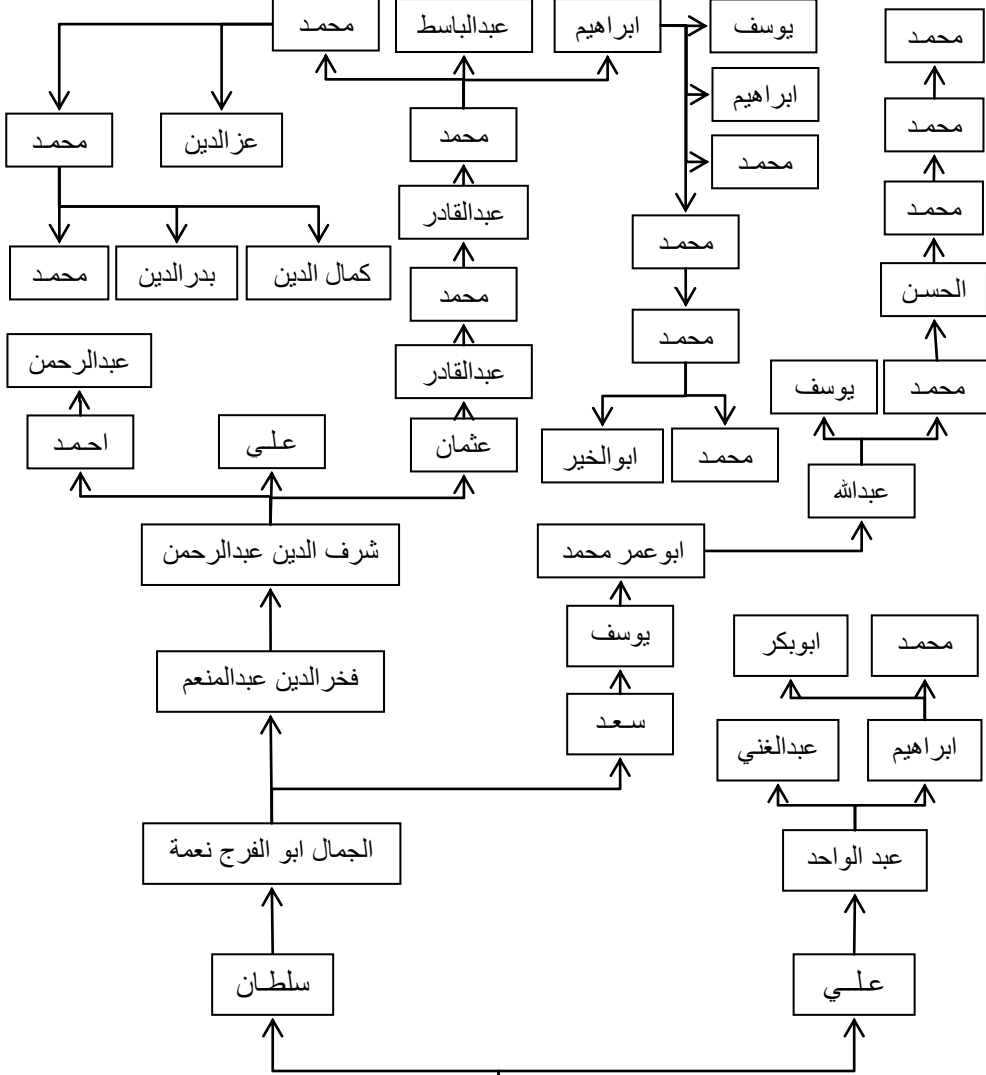 محمد
عبدالباسط
ابراهيم
يوسف
محمد
ابراهيم
محمد
عزالدين
محمد
محمد
محمد
عبدالقادر
محمد
محمد
كمال الدين
بدرالدين
محمد
محمد
الحسن
محمد
عبدالرحمن
عبدالقادر
يوسف
محمد
احمد
علي
عثمان
ابوالخير
محمد
عبدالله
شرف الدين عبدالرحمن
ابوعمر محمد
يوسف
ابوبكر
محمد
فخرالدين عبدالمنعم
سعد
عبدالغني
ابراهيم
الجمال ابو الفرج نعمة
عبد الواحد
سلطان
علي